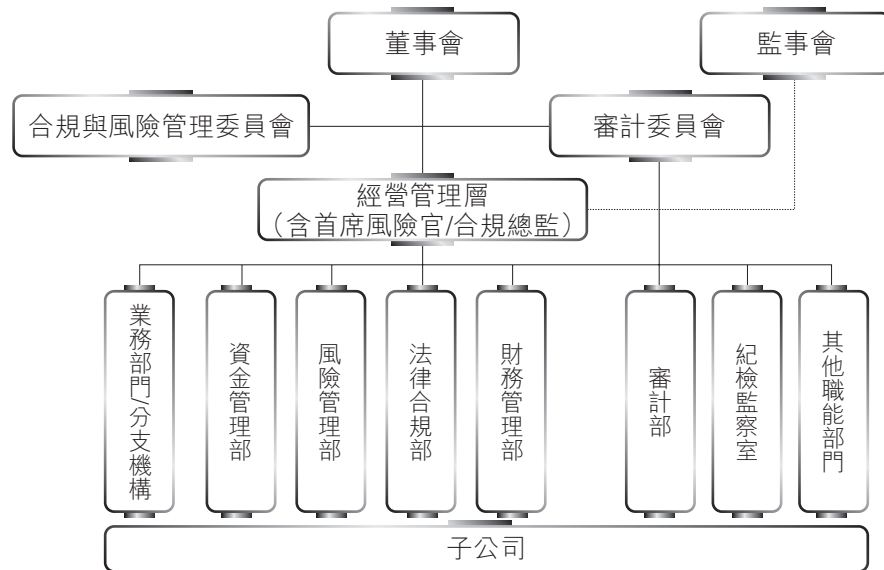 董事會
監事會
合規與風險管理委員會
審計委員會
經營管理層
（含首席風險官/合規總監）
業務部門/分支機構
資金管理部
風險管理部
法律合規部
財務管理部
審計部
紀檢監察室
其他職能部門
子公司